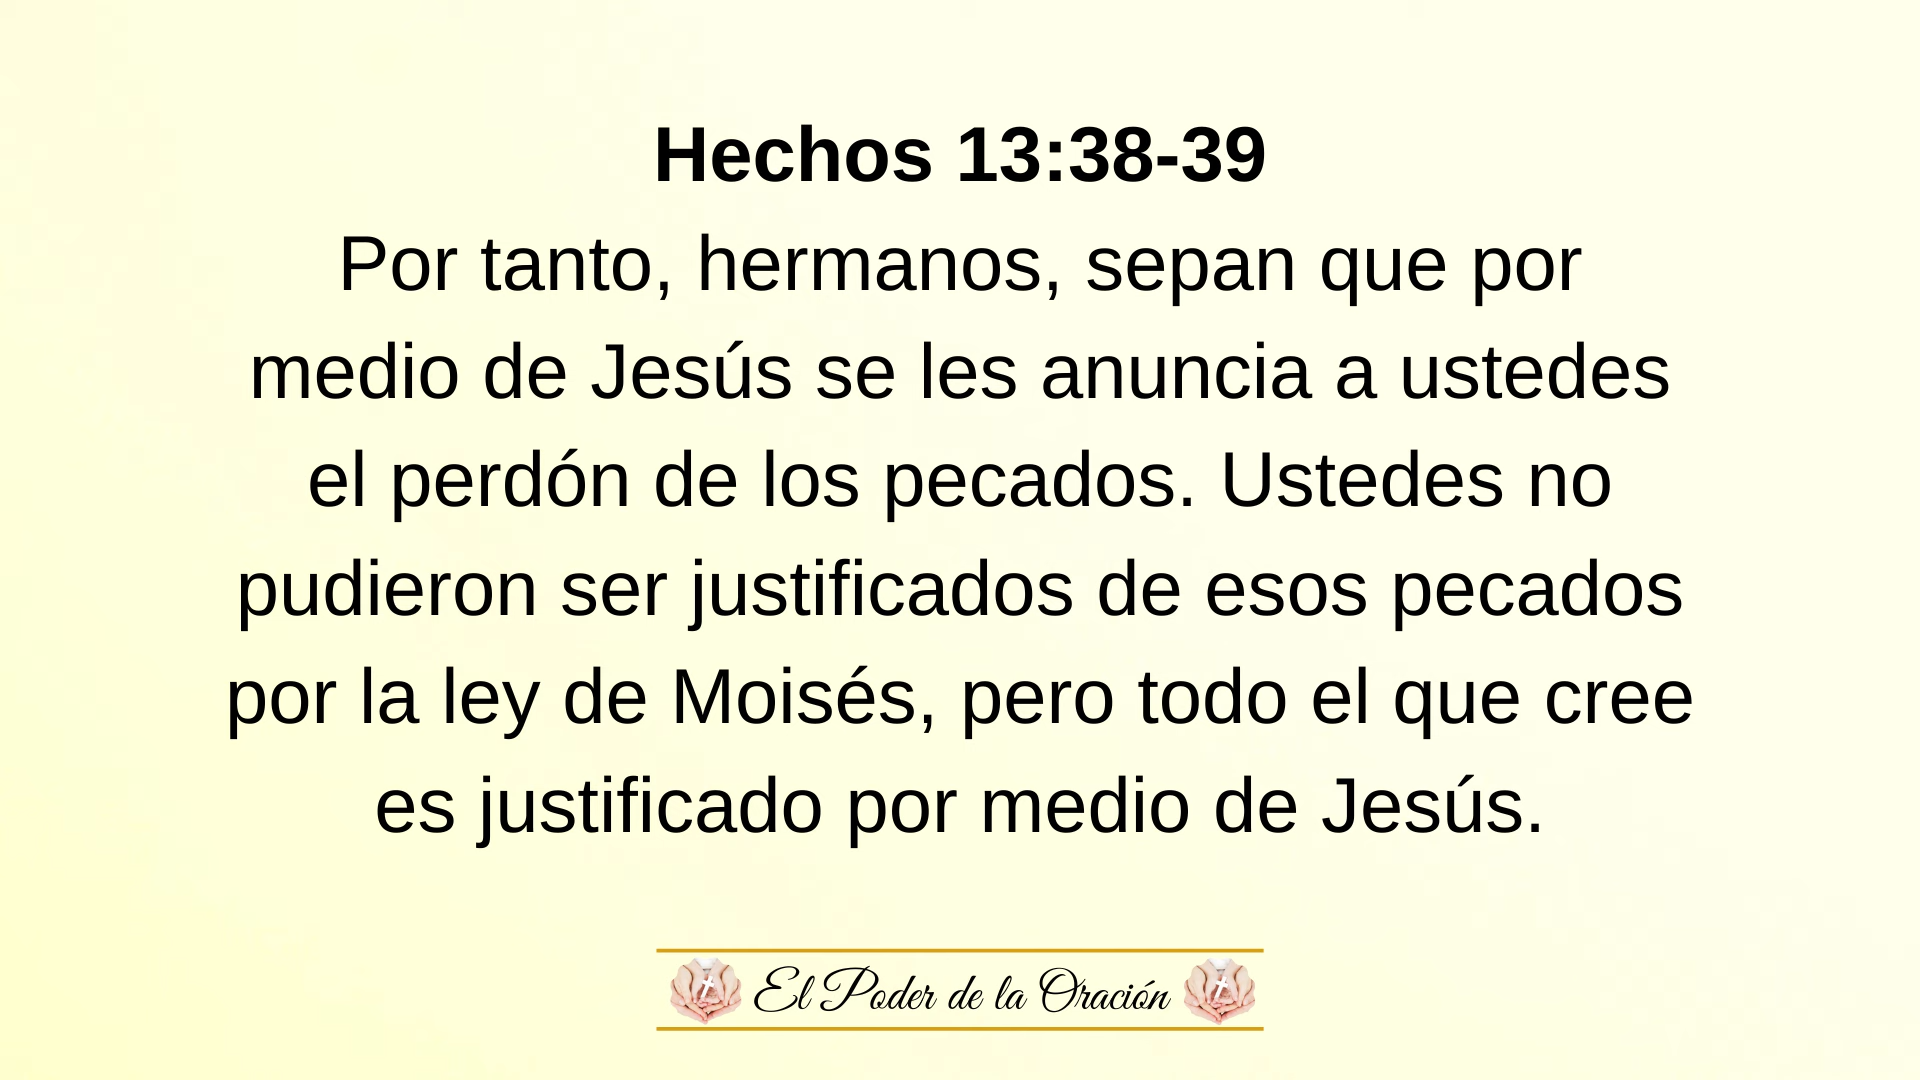 Hechos 13:38-39
Por tanto, hermanos, sepan que por
medio de Jesús se les anuncia a ustedes
el perdón de los pecados. Ustedes no
pudieron ser justificados de esos pecados
por la ley de Moisés, pero todo el que cree
es justificado por medio de Jesús.
El Poder de la Oración